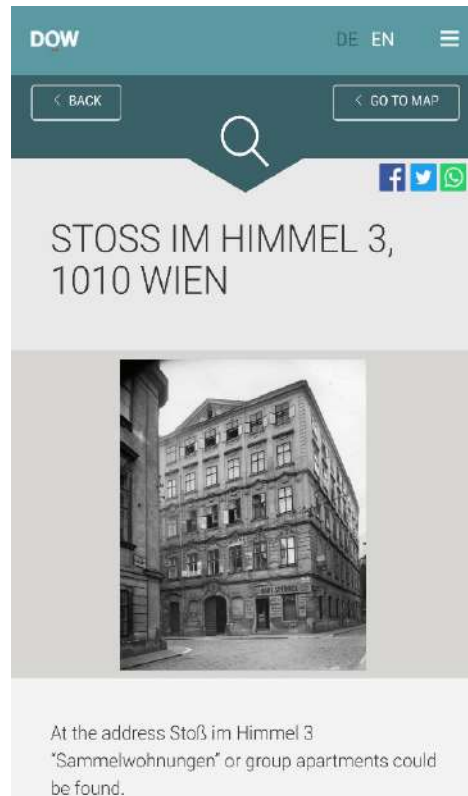 DÖW
DE EN
< BACK
< GO TO MAP
STOSS IM HIMMEL 3,
1010 WIEN
At the address Stoß im Himmel 3
"Sammelwohnungen" or group apartments could
be found.